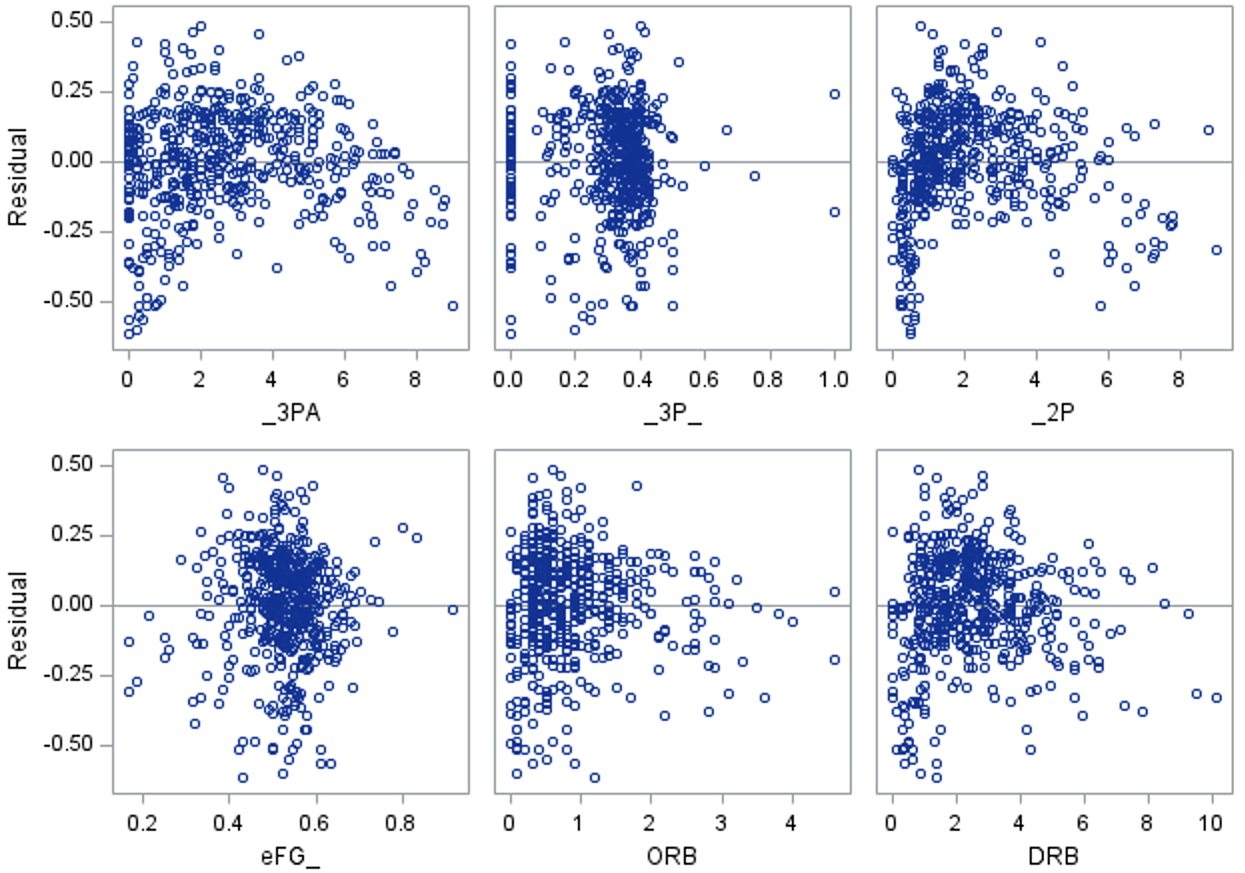 0.50
0.25
0.00
-0.25
-0.50
Residual
0 2 4 6 8
0.0 0.2 0.4 0.6 0.8 1.0
0 2 4 6 8
_3PA
_3P_
_2P
0.50
0.25
0.00
-0.25
-0.50
Residual
0.2 0.4 0.6 0.8
0 1 2 3 4
0 2 4 6 8 10
eFG_
ORB
DRB